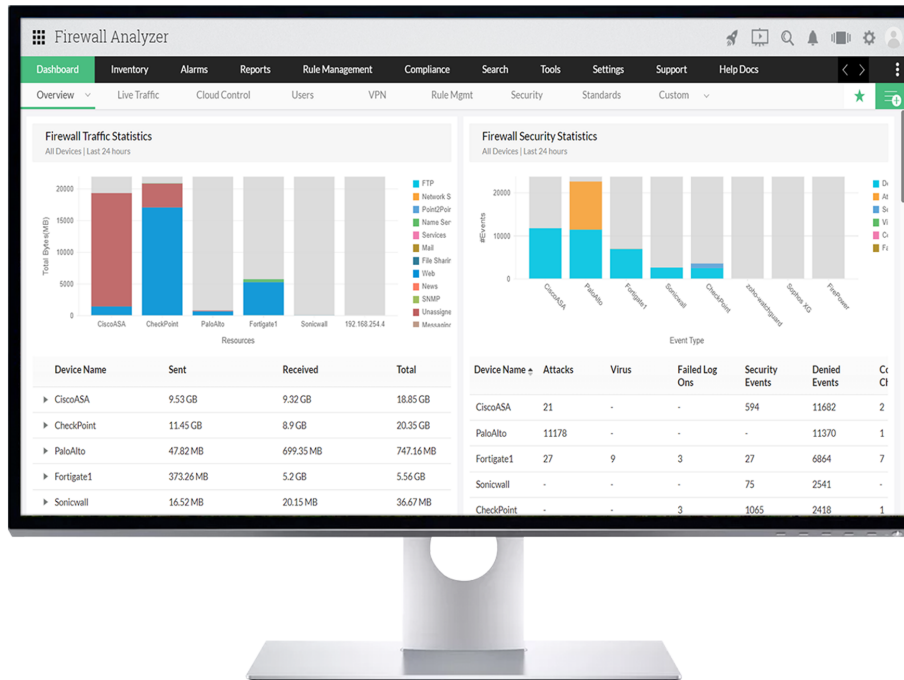 Firewall Analyzer
Dashboard Inventory Alarms Reports Rule Management Compliance Search Tools Settings Support Help Docs
Overview Live Traffic Cloud Control Users VPN Rule Mgmt Security Standards Custom
Firewall Traffic Statistics
All Devices | Last 24 hours
Total Bytes(MB)
20000
15000
10000
5000
0
CiscoASA CheckPoint PaloAlto Fortigate1 Sonicwall 192.168.254.4
Resources
FTP
Network S
Point2Poir
Name Ser
Services
Mail
File Sharin
Web
News
SNMP
Unassigne
Messaging
Device Name Sent Received Total
CiscoASA 9.53 GB 9.32 GB 18.85 GB
CheckPoint 11.45 GB 8.9 GB 20.35 GB
PaloAlto 47.82 MB 699.35 MB 747.16 MB
Fortigate1 373.26 MB 5.2 GB 5.56 GB
Sonicwall 16.52 MB 20.15 MB 36.67 MB
Firewall Security Statistics
All Devices | Last 24 hours
#Events
20000
10000
0
CiscoASA PaloAlto Fortigate1 Sonicwall CheckPoint zoho-watchguard Sophos XG FirePower
Event Type
De
At
Se
Vi
Co
Fa
Device Name Attacks Virus Failed Log Ons Security Events Denied Events Co Ch
CiscoASA 21 - - 594 11682 2
PaloAlto 11178 - - - 11370 1
Fortigate1 27 9 3 27 6864 7
Sonicwall - - - 75 2541 -
CheckPoint - - 3 1065 2418 1